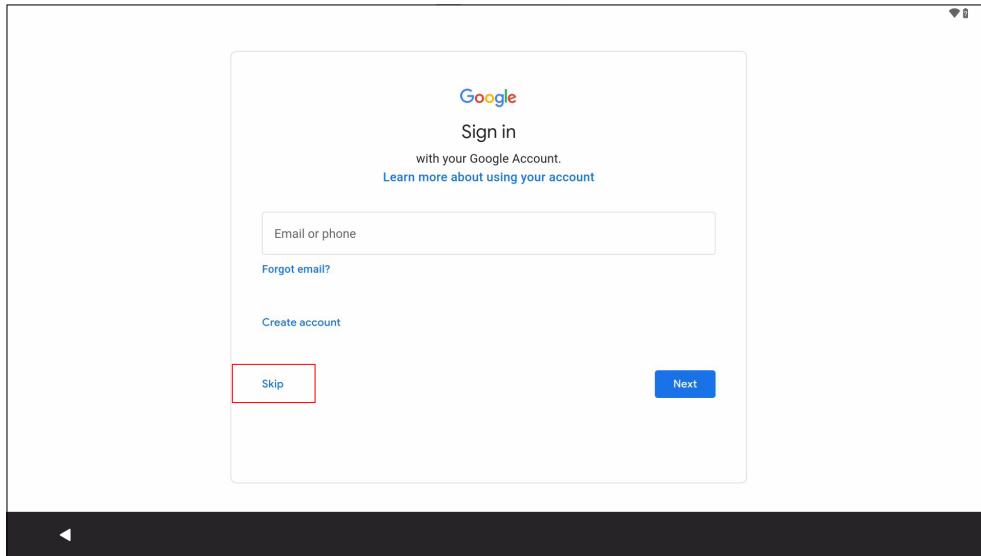 Google
Sign in
with your Google Account.
Learn more about using your account
Email or phone
Forgot email?
Create account
Skip
Next